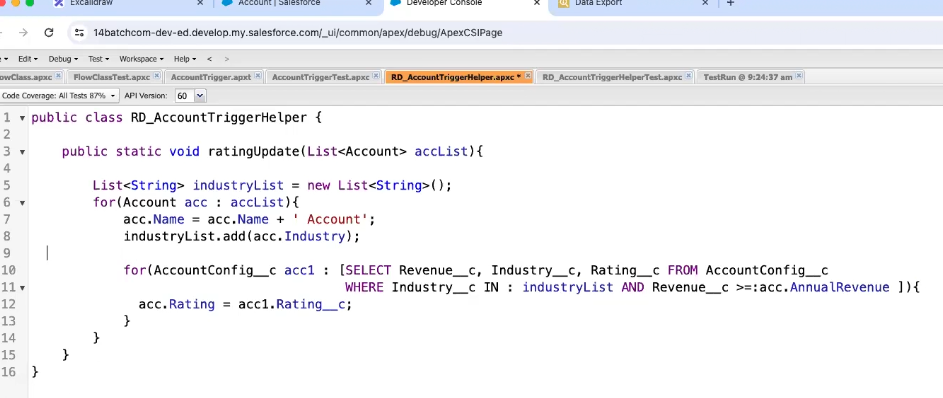 Excalidraw × Account | Salesforce × Developer Console × Data Export × +
14batchcom-dev-ed.develop.my.salesforce.com/_ui/common/apex/debug/ApexCSIPage
Edit Debug Test Workspace Help < >
owClass.apxc FlowClassTest.apxc AccountTrigger.apxt AccountTriggerTest.apxc RD_AccountTriggerHelper.apxc * RD_AccountTriggerHelperTest.apxc TestRun @ 9:24:37 am
Code Coverage: All Tests 87% API Version: 60
1 public class RD_AccountTriggerHelper {
2
3 public static void ratingUpdate(List<Account> accList){
4
5 List<String> industryList = new List<String>();
6 for(Account acc : accList){
7 acc.Name = acc.Name + ' Account';
8 industryList.add(acc.Industry);
9
10 for(AccountConfig__c acc1 : [SELECT Revenue__c, Industry__c, Rating__c FROM AccountConfig__c
11 WHERE Industry__c IN : industryList AND Revenue__c >=:acc.AnnualRevenue ]){
12 acc.Rating = acc1.Rating__c;
13 }
14 }
15 }
16 }